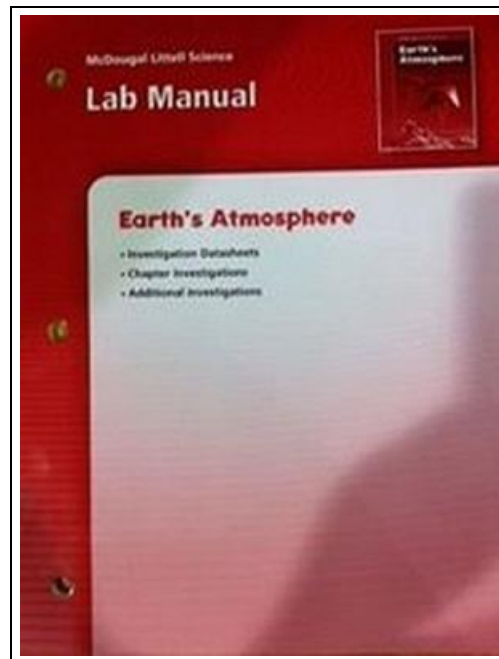 McDougal Littell Science
Lab Manual
Earth's
Atmosphere
Earth's Atmosphere
• Investigation Datasheets
• Chapter Investigations
• Additional Investigations